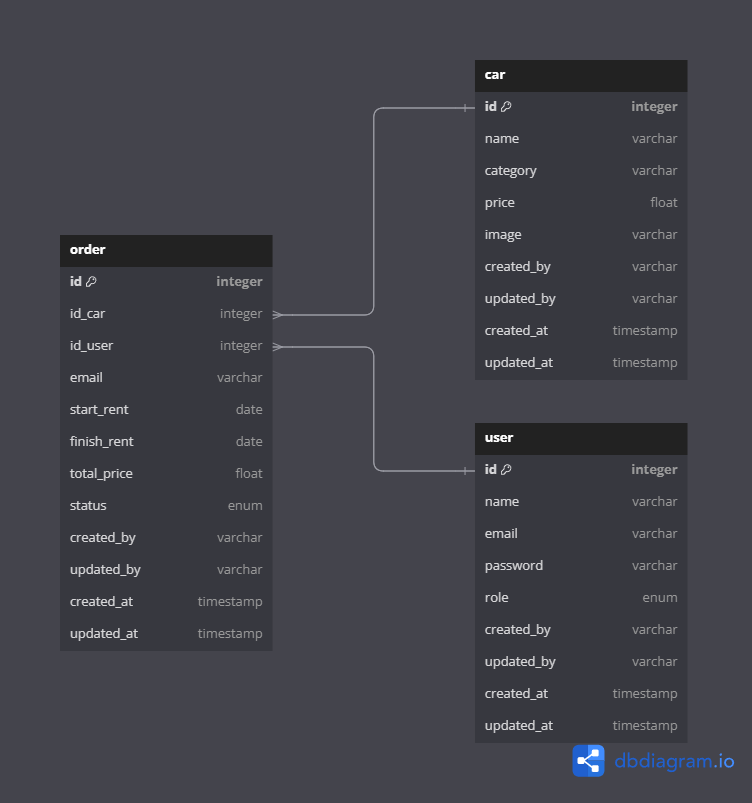 car
id integer
name varchar
category varchar
price float
image varchar
created_by varchar
updated_by varchar
created_at timestamp
updated_at timestamp
order
id integer
id_car integer
id_user integer
email varchar
start_rent date
finish_rent date
total_price float
status enum
created_by varchar
updated_by varchar
created_at timestamp
updated_at timestamp
user
id integer
name varchar
email varchar
password varchar
role enum
created_by varchar
updated_by varchar
created_at timestamp
updated_at timestamp
dbdiagram.io